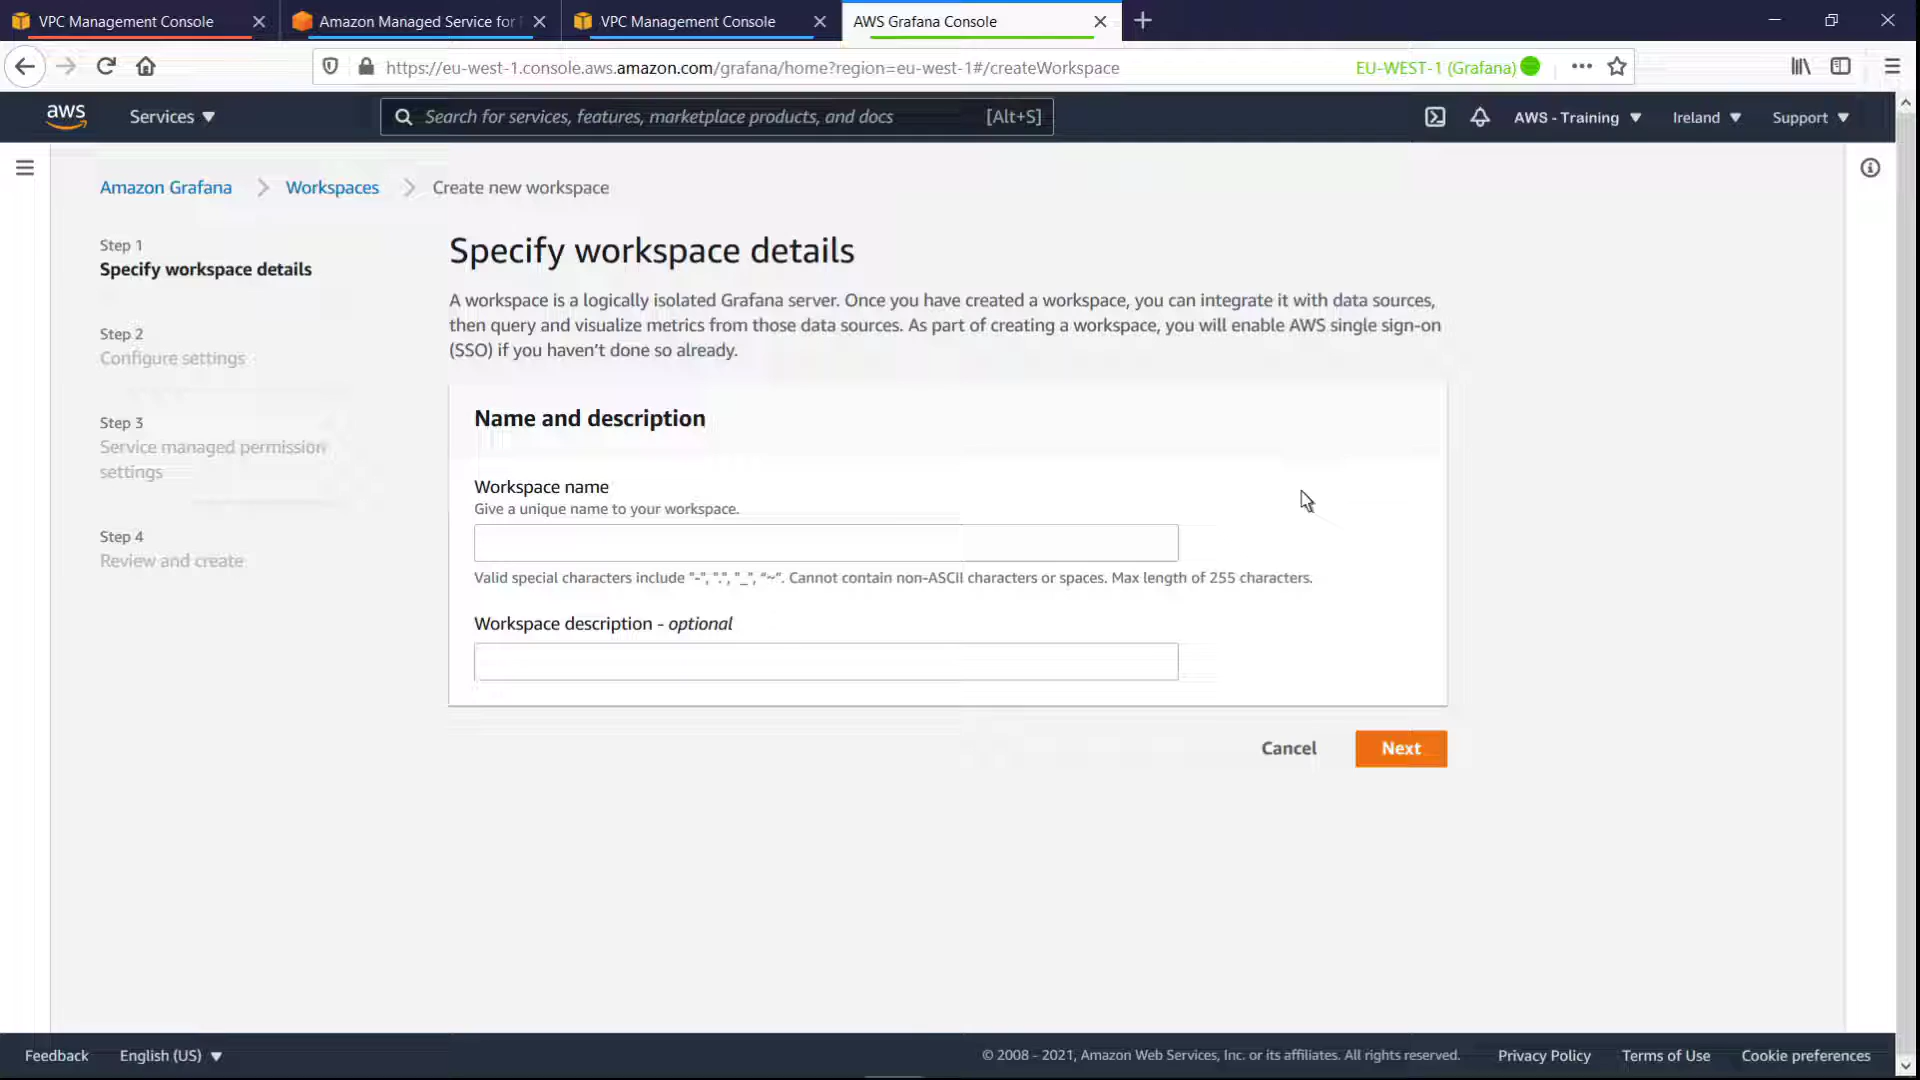 VPC Management Console
Amazon Managed Service for
VPC Management Console
AWS Grafana Console
https://eu-west-1.console.aws.amazon.com/grafana/home?region=eu-west-1#/createWorkspace
EU-WEST-1 (Grafana)
aws
Services
Search for services, features, marketplace products, and docs
[Alt+S]
AWS - Training
Ireland
Support
Amazon Grafana
Workspaces
Create new workspace
Step 1
Specify workspace details
Step 2
Configure settings
Step 3
Service managed permission
settings
Step 4
Review and create
Specify workspace details
A workspace is a logically isolated Grafana server. Once you have created a workspace, you can integrate it with data sources,
then query and visualize metrics from those data sources. As part of creating a workspace, you will enable AWS single sign-on
(SSO) if you haven't done so already.
Name and description
Workspace name
Give a unique name to your workspace.
Valid special characters include "-", ".", "_", "~". Cannot contain non-ASCII characters or spaces. Max length of 255 characters.
Workspace description - optional
Cancel
Next
Feedback
English (US)
© 2008 - 2021, Amazon Web Services, Inc. or its affiliates. All rights reserved.
Privacy Policy
Terms of Use
Cookie preferences